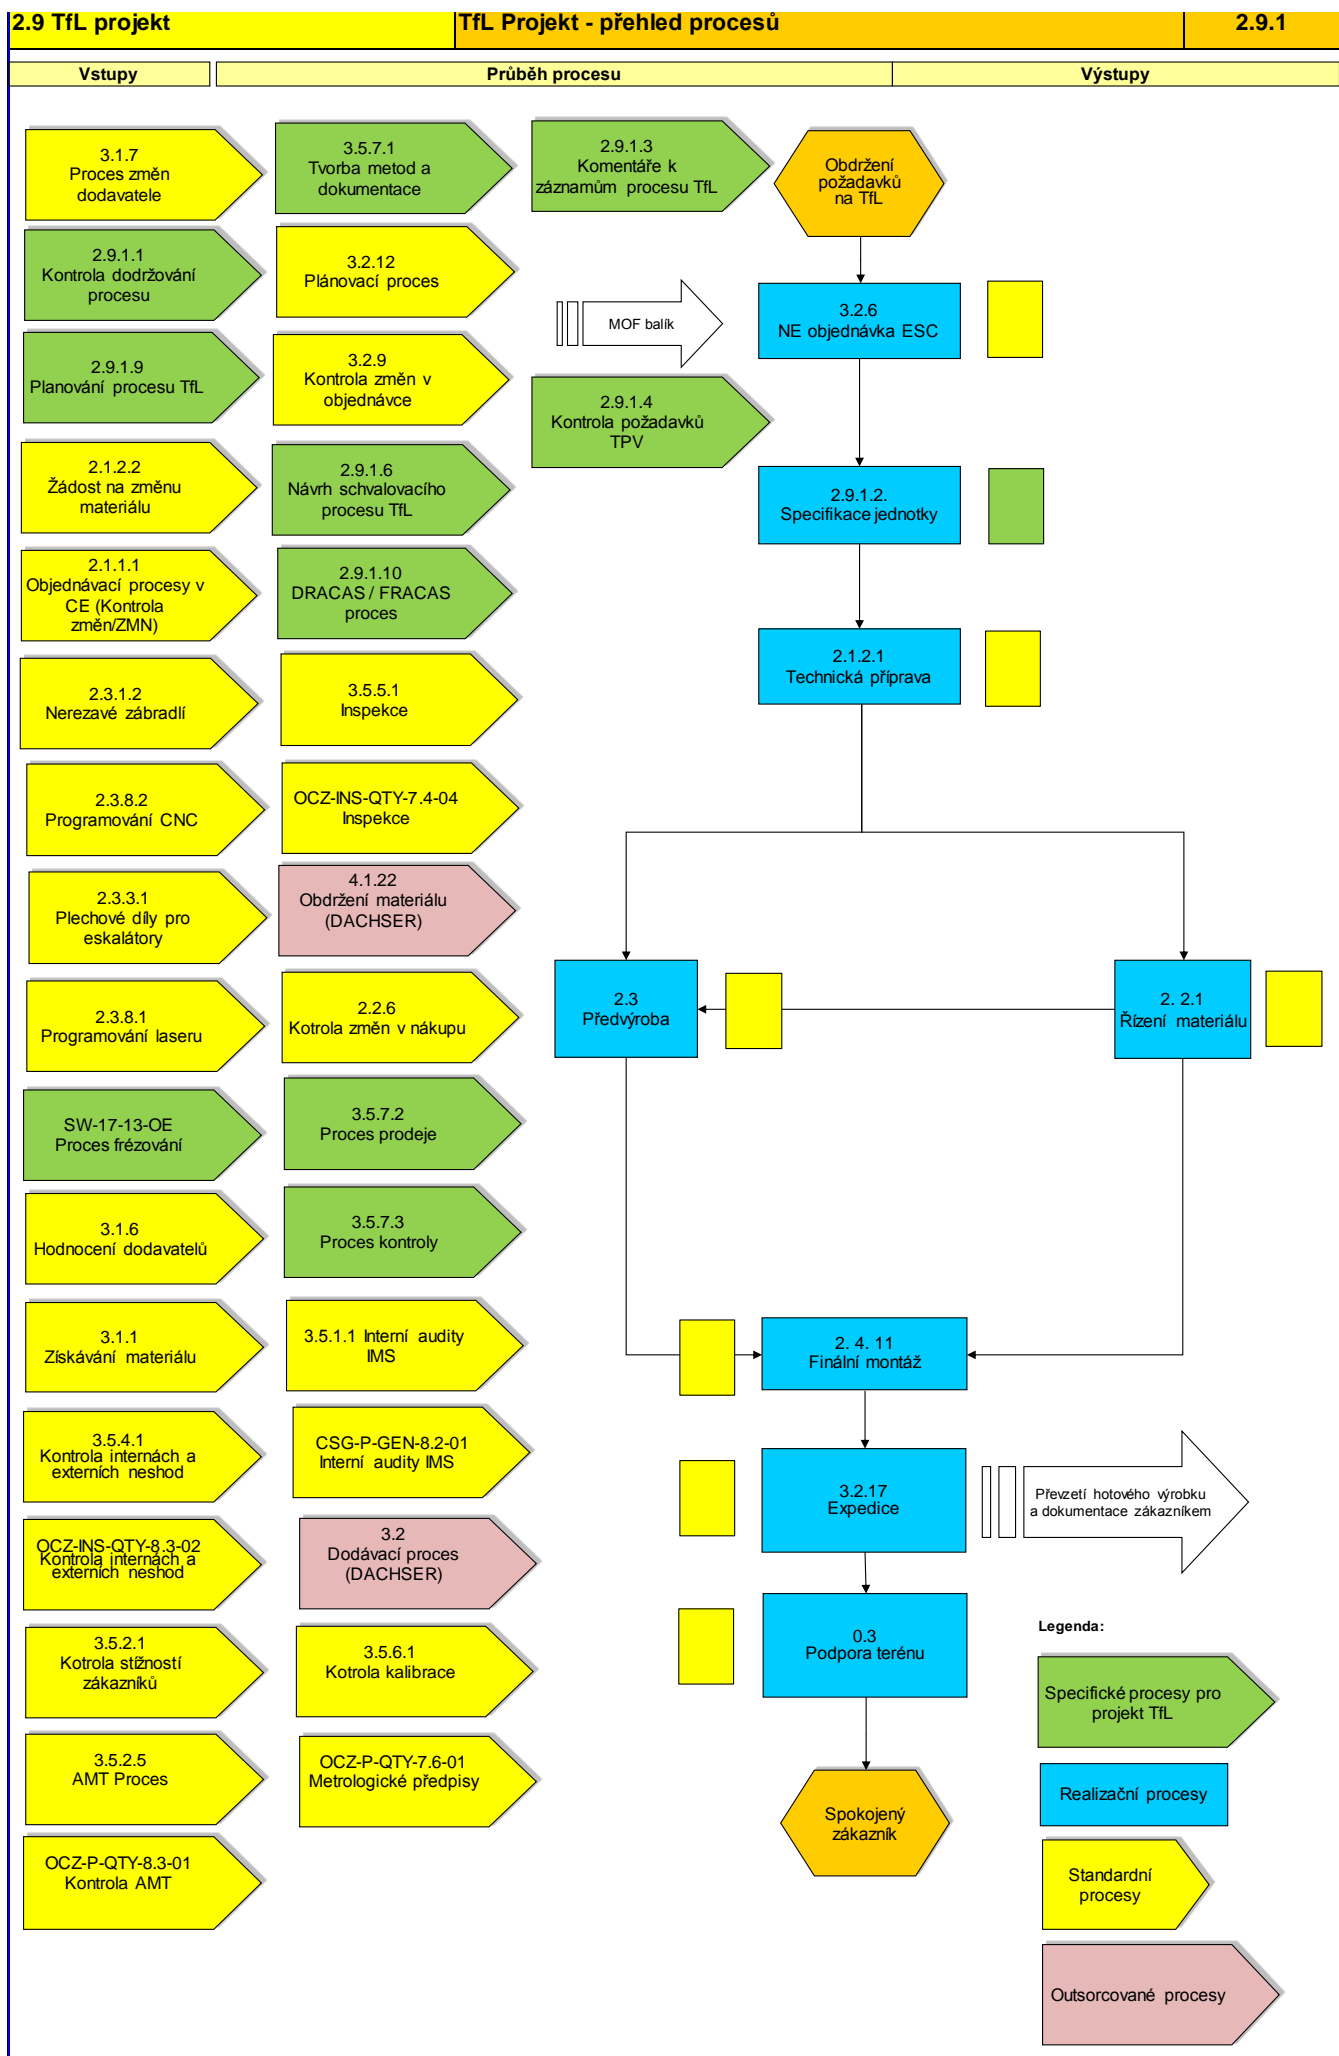 2.9 TfL projekt
TfL Projekt - přehled procesů
2.9.1
Vstupy
Průběh procesu
Výstupy
3.1.7
Proces změn
dodavatele
3.5.7.1
Tvorba metod a
dokumentace
2.9.1.3
Komentáře k
záznamům procesu TfL
Obdržení
požadavků
na TfL
2.9.1.1
Kontrola dodržování
procesu
3.2.12
Plánovací proces
MOF balík
3.2.6
NE objednávka ESC
2.9.1.9
Planování procesu TfL
3.2.9
Kontrola změn v
objednávce
2.9.1.4
Kontrola požadavků
TPV
2.1.2.2
Žádost na změnu
materiálu
2.9.1.6
Návrh schvalovacího
procesu TfL
2.9.1.2.
Specifikace jednotky
2.1.1.1
Objednávací procesy v
CE (Kontrola
změn/ZMN)
2.9.1.10
DRACAS / FRACAS
proces
2.1.2.1
Technická příprava
2.3.1.2
Nerezavé zábradlí
3.5.5.1
Inspekce
2.3.8.2
Programování CNC
OCZ-INS-QTY-7.4-04
Inspekce
2.3.3.1
Plechové díly pro
eskalátory
4.1.22
Obdržení materiálu
(DACHSER)
2.3.8.1
Programování laseru
2.2.6
Kotrola změn v nákupu
2.3
Předvýroba
2. 2.1
Řízení materiálu
SW-17-13-OE
Proces frézování
3.5.7.2
Proces prodeje
3.1.6
Hodnocení dodavatelů
3.5.7.3
Proces kontroly
3.1.1
Získávání materiálu
3.5.1.1 Interní audity
IMS
2. 4. 11
Finální montáž
3.5.4.1
Kontrola internách a
externích neshod
CSG-P-GEN-8.2-01
Interní audity IMS
3.2.17
Expedice
Převzetí hotového výrobku
a dokumentace zákazníkem
OCZ-INS-QTY-8.3-02
Kontrola internách a
externích neshod
3.2
Dodávací proces
(DACHSER)
3.5.2.1
Kotrola stížností
zákazníků
3.5.6.1
Kotrola kalibrace
0.3
Podpora terénu
3.5.2.5
AMT Proces
OCZ-P-QTY-7.6-01
Metrologické předpisy
Spokojený
zákazník
OCZ-P-QTY-8.3-01
Kontrola AMT
Legenda:
Specifické procesy pro
projekt TfL
Realizační procesy
Standardní
procesy
Outsorcované procesy